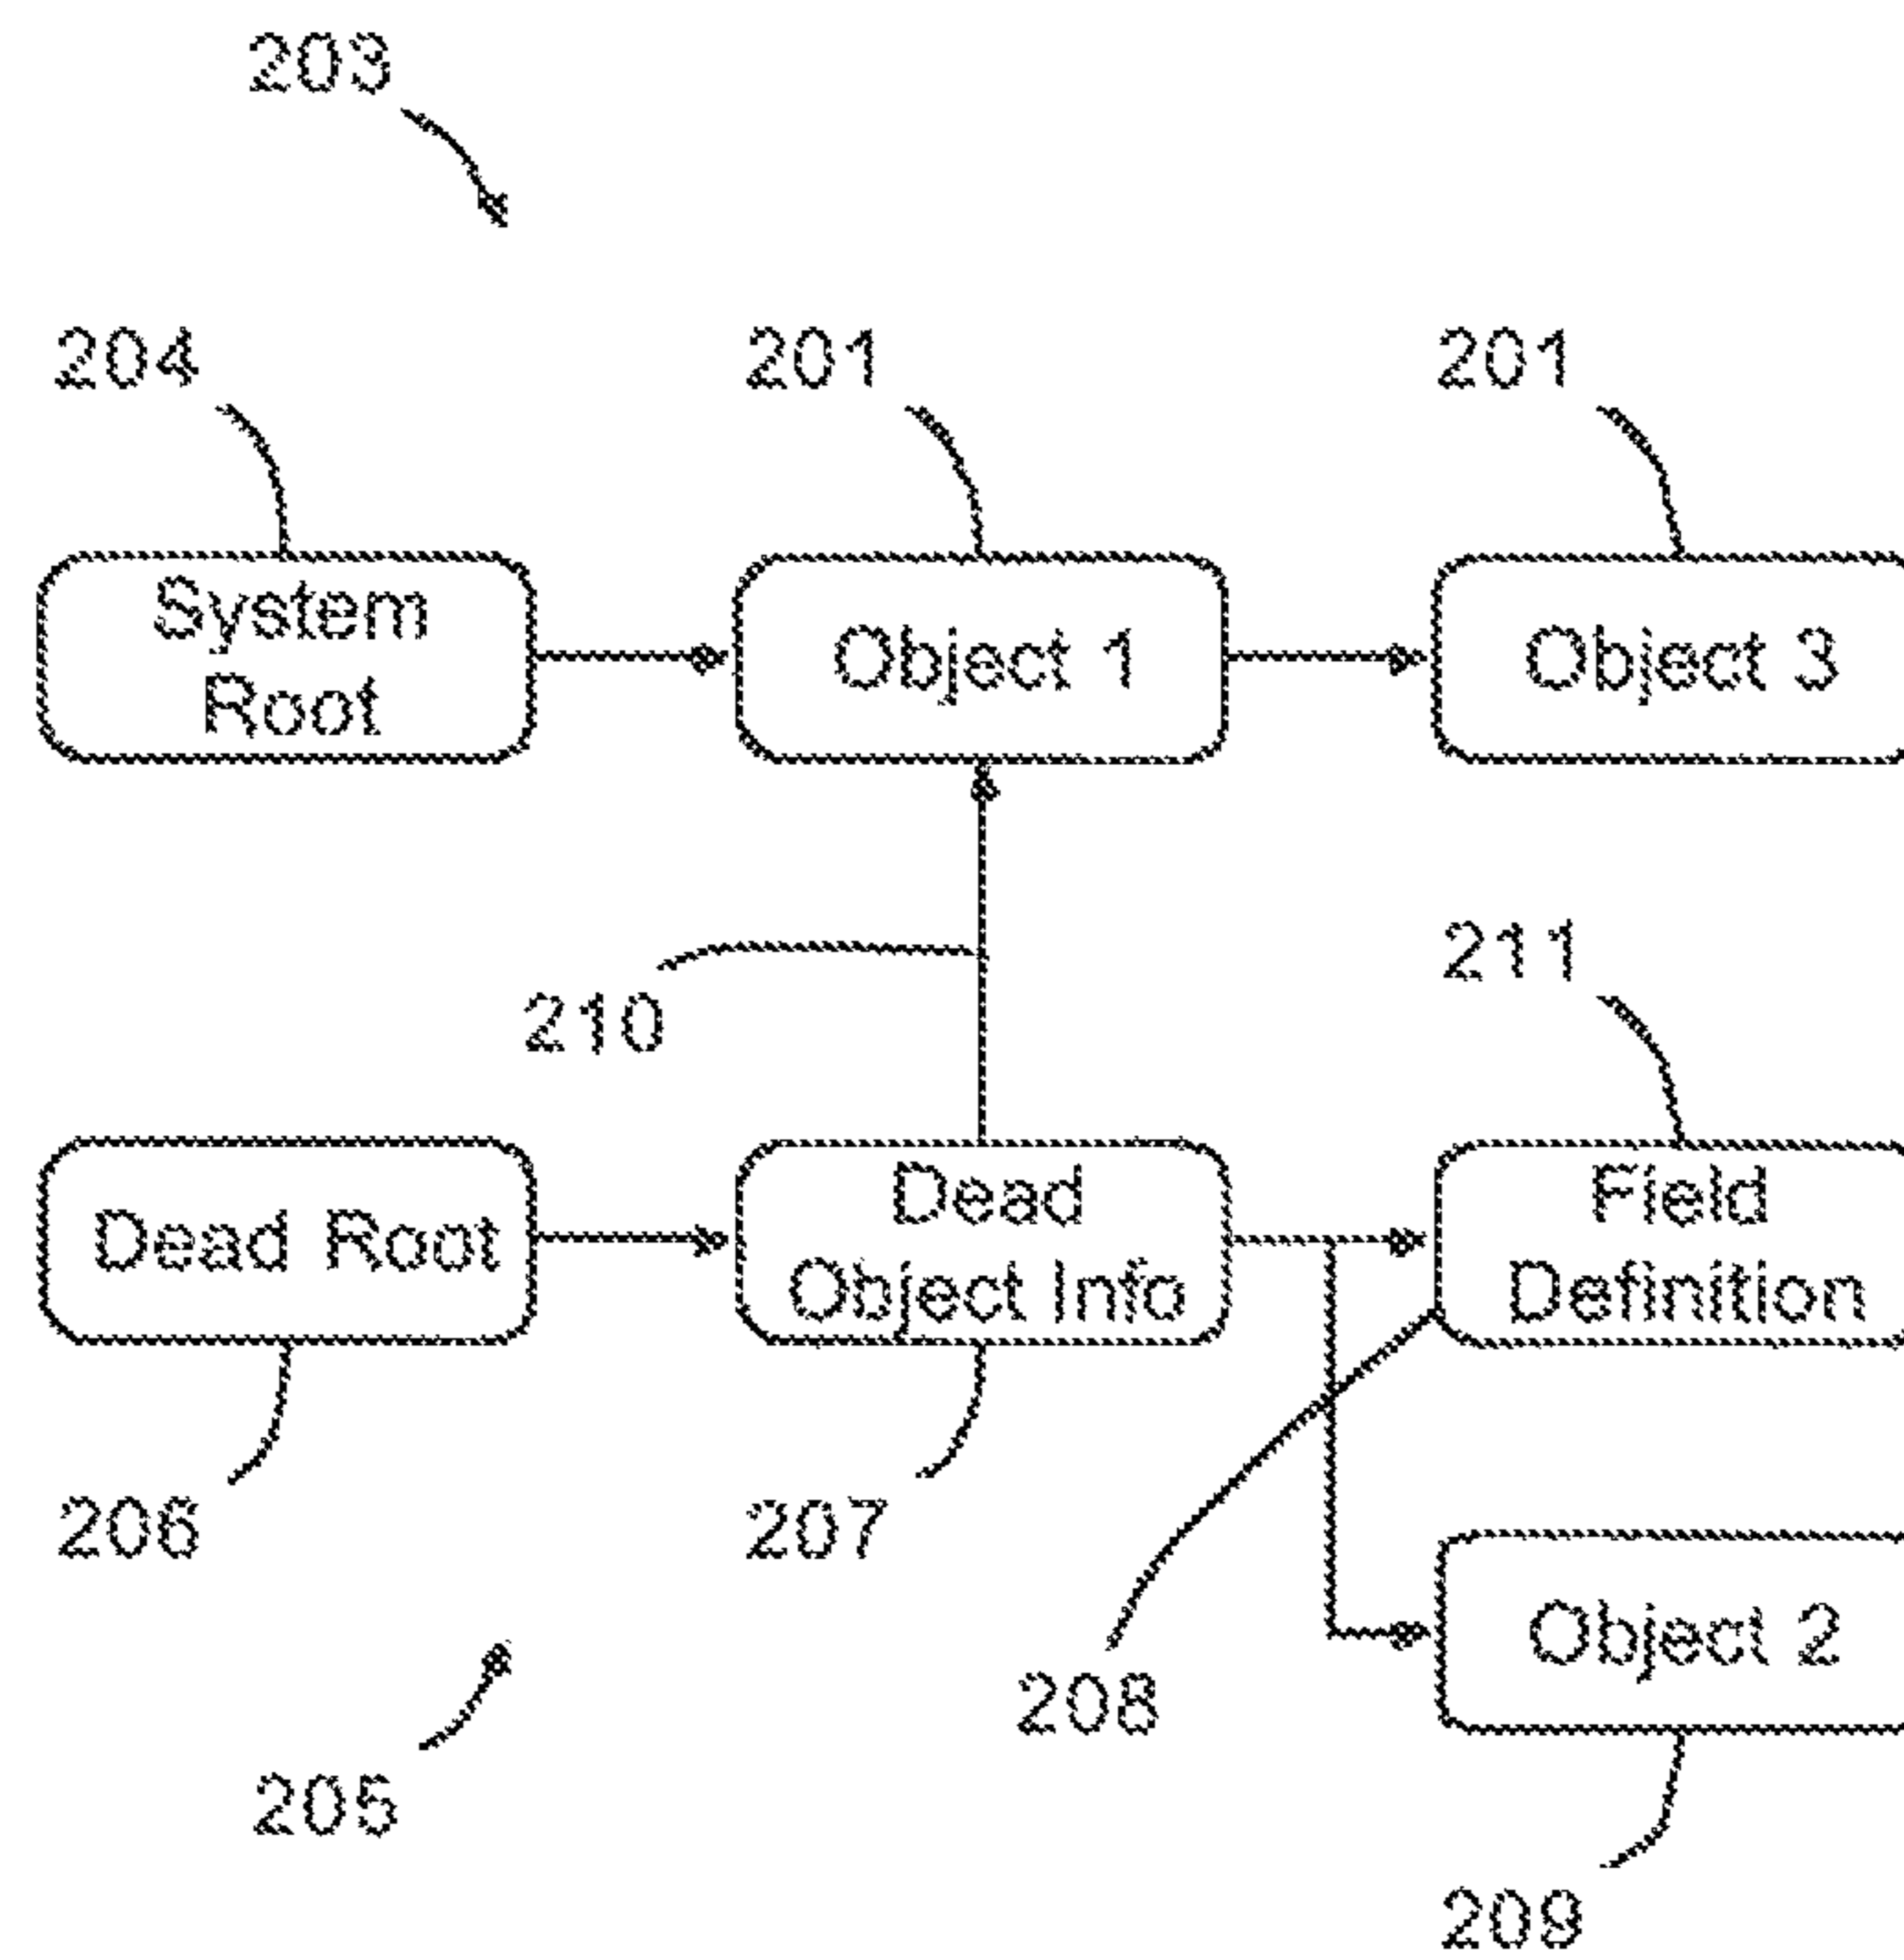 203
204
201
201
System
Root
Object 1
Object 3
210
211
Dead Root
Dead
Object Info
Field
Definition
206
207
208
Object 2
205
209